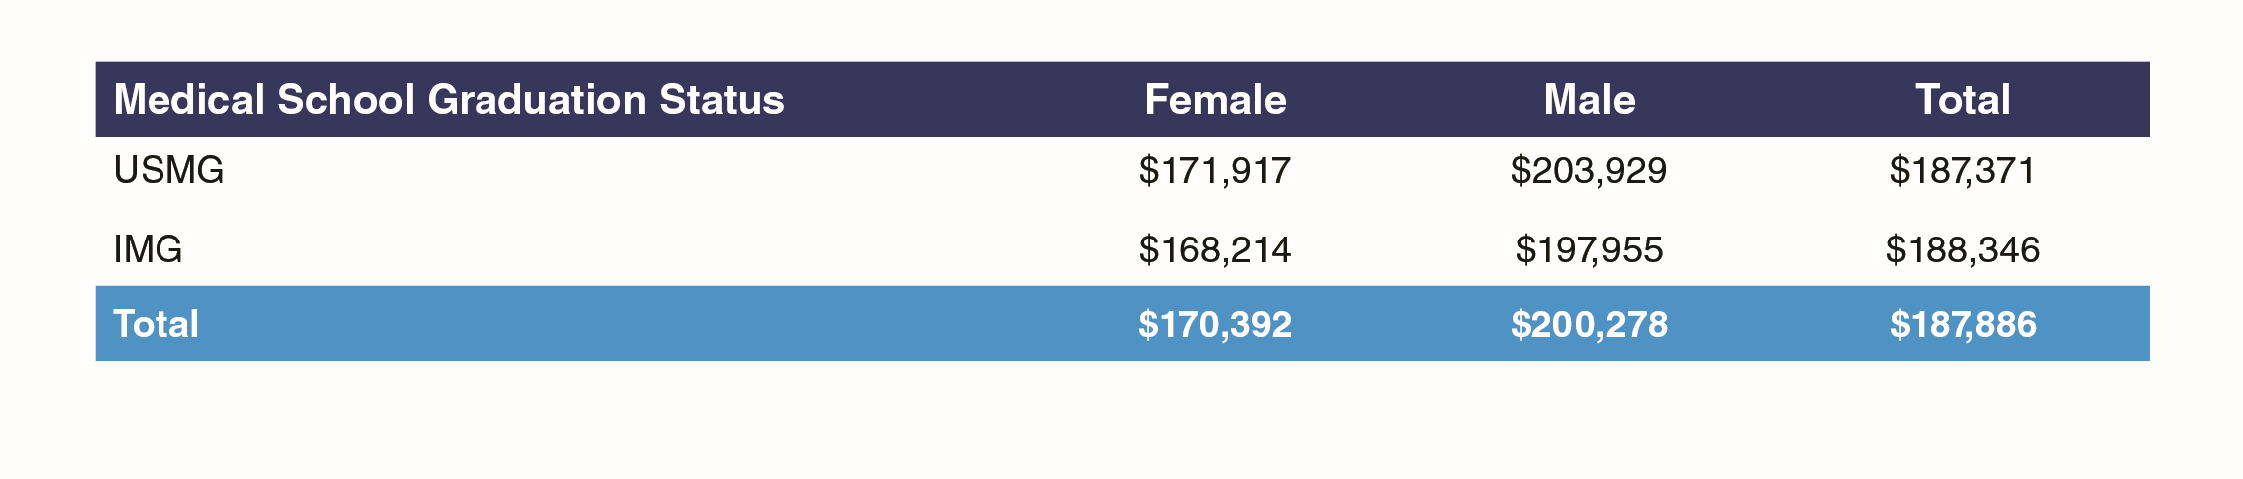 Medical School Graduation Status Female Male Total
USMG $171,917 $203,929 $187,371
IMG $168,214 $197,955 $188,346
Total $170,392 $200,278 $187,886